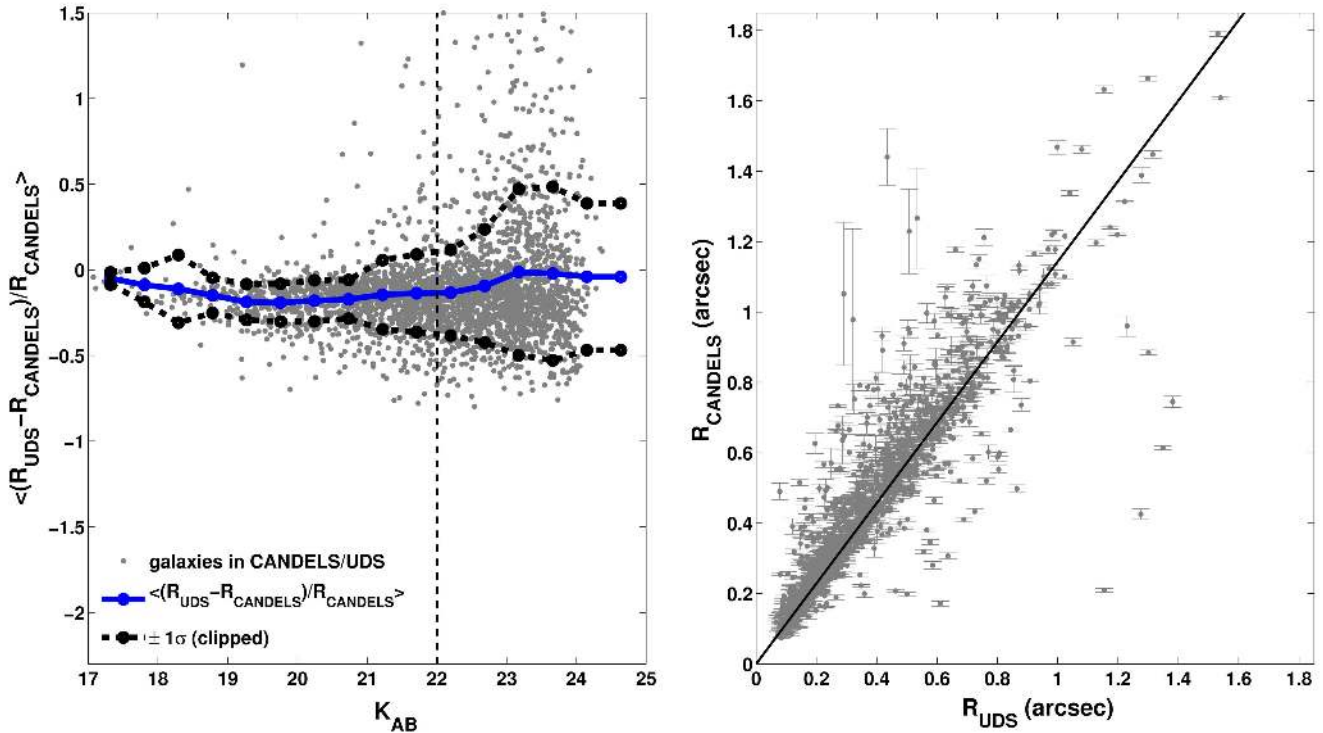 <(R_UDS−R_CANDELS)/R_CANDELS>
1.5
1
0.5
0
−0.5
−1
−1.5
−2
galaxies in CANDELS/UDS
<(R_UDS−R_CANDELS)/R_CANDELS>
± 1σ (clipped)
17 18 19 20 21 22 23 24 25
K_AB
R_CANDELS (arcsec)
1.8
1.6
1.4
1.2
1
0.8
0.6
0.4
0.2
0
0 0.2 0.4 0.6 0.8 1 1.2 1.4 1.6 1.8
R_UDS (arcsec)